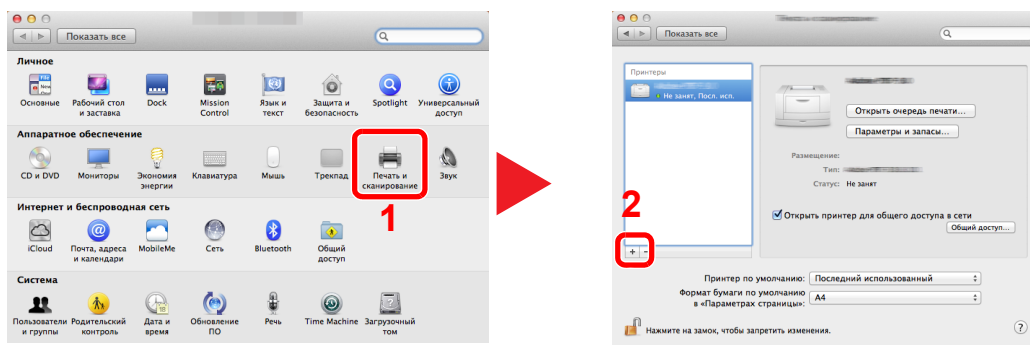 Показать все
Личное
Основные
Рабочий стол и заставка
Dock
Mission Control
Язык и текст
Защита и безопасность
Spotlight
Универсальный доступ
Аппаратное обеспечение
CD и DVD
Мониторы
Экономия энергии
Клавиатура
Мышь
Трекпад
Печать и сканирование
Звук
1
Интернет и беспроводная сеть
iCloud
Почта, адреса и календари
MobileMe
Сеть
Bluetooth
Общий доступ
Система
Пользователи и группы
Родительский контроль
Дата и время
Обновление ПО
Речь
Time Machine
Загрузочный том
Показать все
Принтеры
Не занят, Посл. исп.
2
+ −
Открыть очередь печати...
Параметры и запасы...
Размещение:
Тип:
Статус: Не занят
Открыть принтер для общего доступа в сети
Общий доступ...
Принтер по умолчанию: Последний использованный
Формат бумаги по умолчанию
в «Параметрах страницы»: A4
Нажмите на замок, чтобы запретить изменения.
?